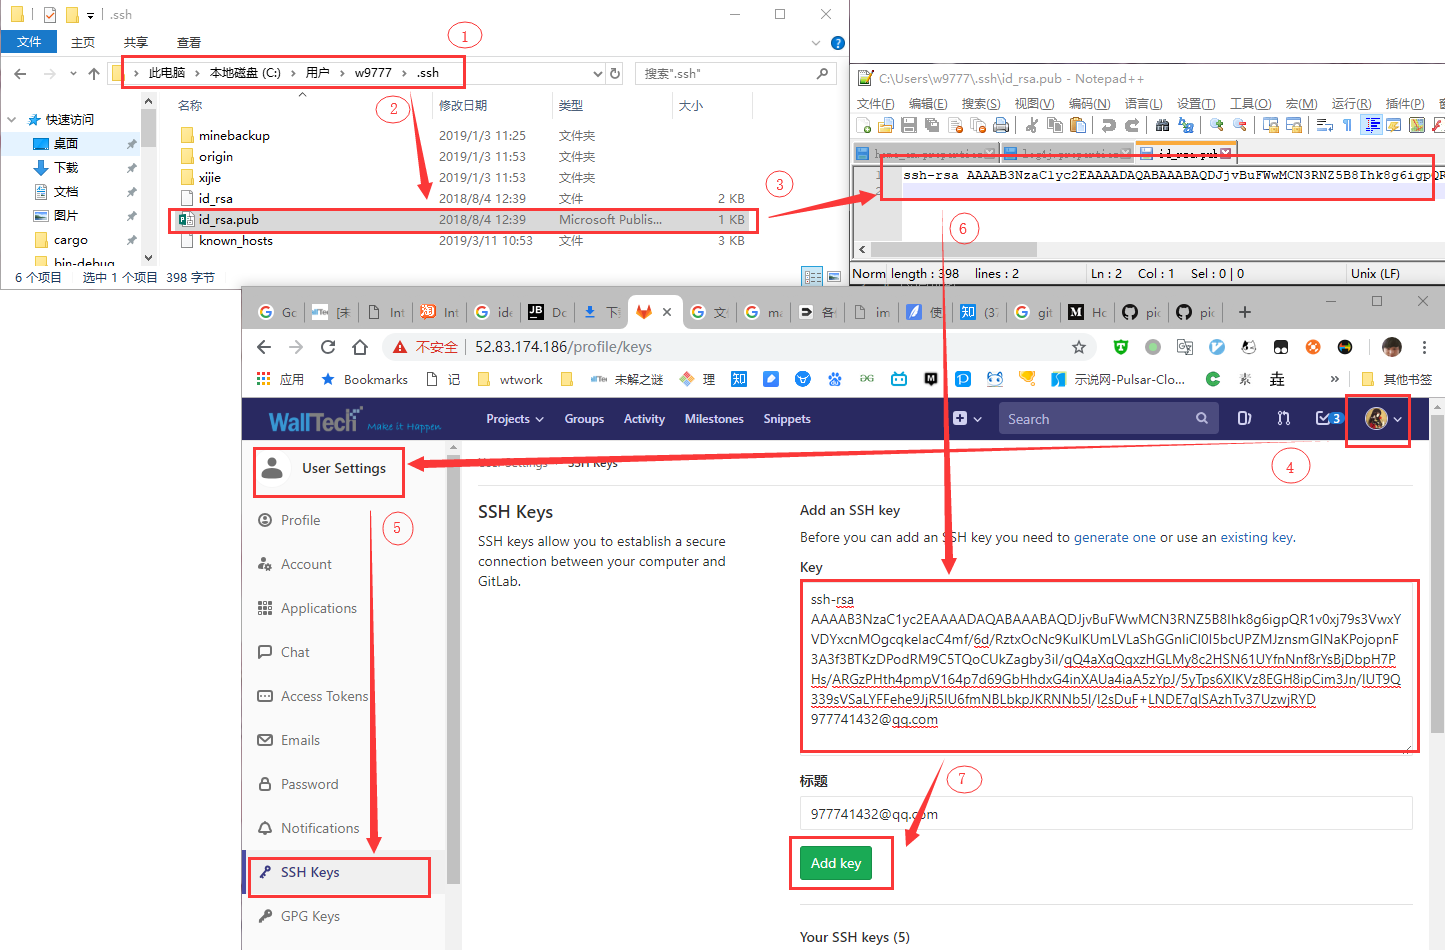 .ssh
文件 主页 共享 查看
①
此电脑 › 本地磁盘 (C:) › 用户 › w9777 › .ssh
搜索".ssh"
②
名称 修改日期 类型 大小
快速访问
桌面
下载
文档
图片
cargo
bin-debug
minebackup 2019/1/3 11:25 文件夹
origin 2019/1/3 11:53 文件夹
xijie 2019/1/3 11:53 文件夹
id_rsa 2018/8/4 12:39 文件 2 KB
id_rsa.pub 2018/8/4 12:39 Microsoft Publis... 1 KB
known_hosts 2019/3/11 10:53 文件 3 KB
6 个项目 选中 1 个项目 398 字节
③
C:\Users\w9777\.ssh\id_rsa.pub - Notepad++
文件(F) 编辑(E) 搜索(S) 视图(V) 编码(N) 语言(L) 设置(T) 工具(O) 宏(M) 运行(R) 插件(P)
id_rsa.pub
1 ssh-rsa AAAAB3NzaC1yc2EAAAADAQABAAABAQDJjvBuFWwMCN3RNZ5B8Ihk8g6igpQR
2
⑥
Norm length : 398 lines : 2 Ln : 2 Col : 1 Sel : 0 | 0 Unix (LF)
不安全 | 52.83.174.186/profile/keys
应用 Bookmarks 记 wtwork 未解之谜 理 示说网-Pulsar-Clo... » 其他书签
WallTech Make it Happen
Projects Groups Activity Milestones Snippets
Search
3
④
User Settings
User Settings SSH Keys
Profile
⑤
Account
Applications
Chat
Access Tokens
Emails
Password
Notifications
SSH Keys
GPG Keys
SSH Keys
SSH keys allow you to establish a secure
connection between your computer and
GitLab.
Add an SSH key
Before you can add an SSH key you need to generate one or use an existing key.
Key
ssh-rsa
AAAAB3NzaC1yc2EAAAADAQABAAABAQDJjvBuFWwMCN3RNZ5B8Ihk8g6igpQR1v0xj79s3VwxY
VDYxcnMOgcqkeIacC4mf/6d/RztxOcNc9KuIKUmLVLaShGGnIiCl0I5bcUPZMJznsmGINaKPojopnF
3A3f3BTKzDPodRM9C5TQoCUkZagby3iI/gQ4aXgQqxzHGLMy8c2HSN61UYfnNnf8rYsBjDbpH7P
Hs/ARGzPHth4pmpV164p7d69GbHhdxG4inXAUa4iaA5zYpJ/5yTps6XIKVz8EGH8ipCim3Jn/IUT9Q
339sVSaLYFFehe9JjR5IU6fmNBLbkpJKRNNb5I/I2sDuF+LNDE7qISAzhTv37UzwjRYD
977741432@qq.com
标题
⑦
977741432@qq.com
Add key
Your SSH keys (5)